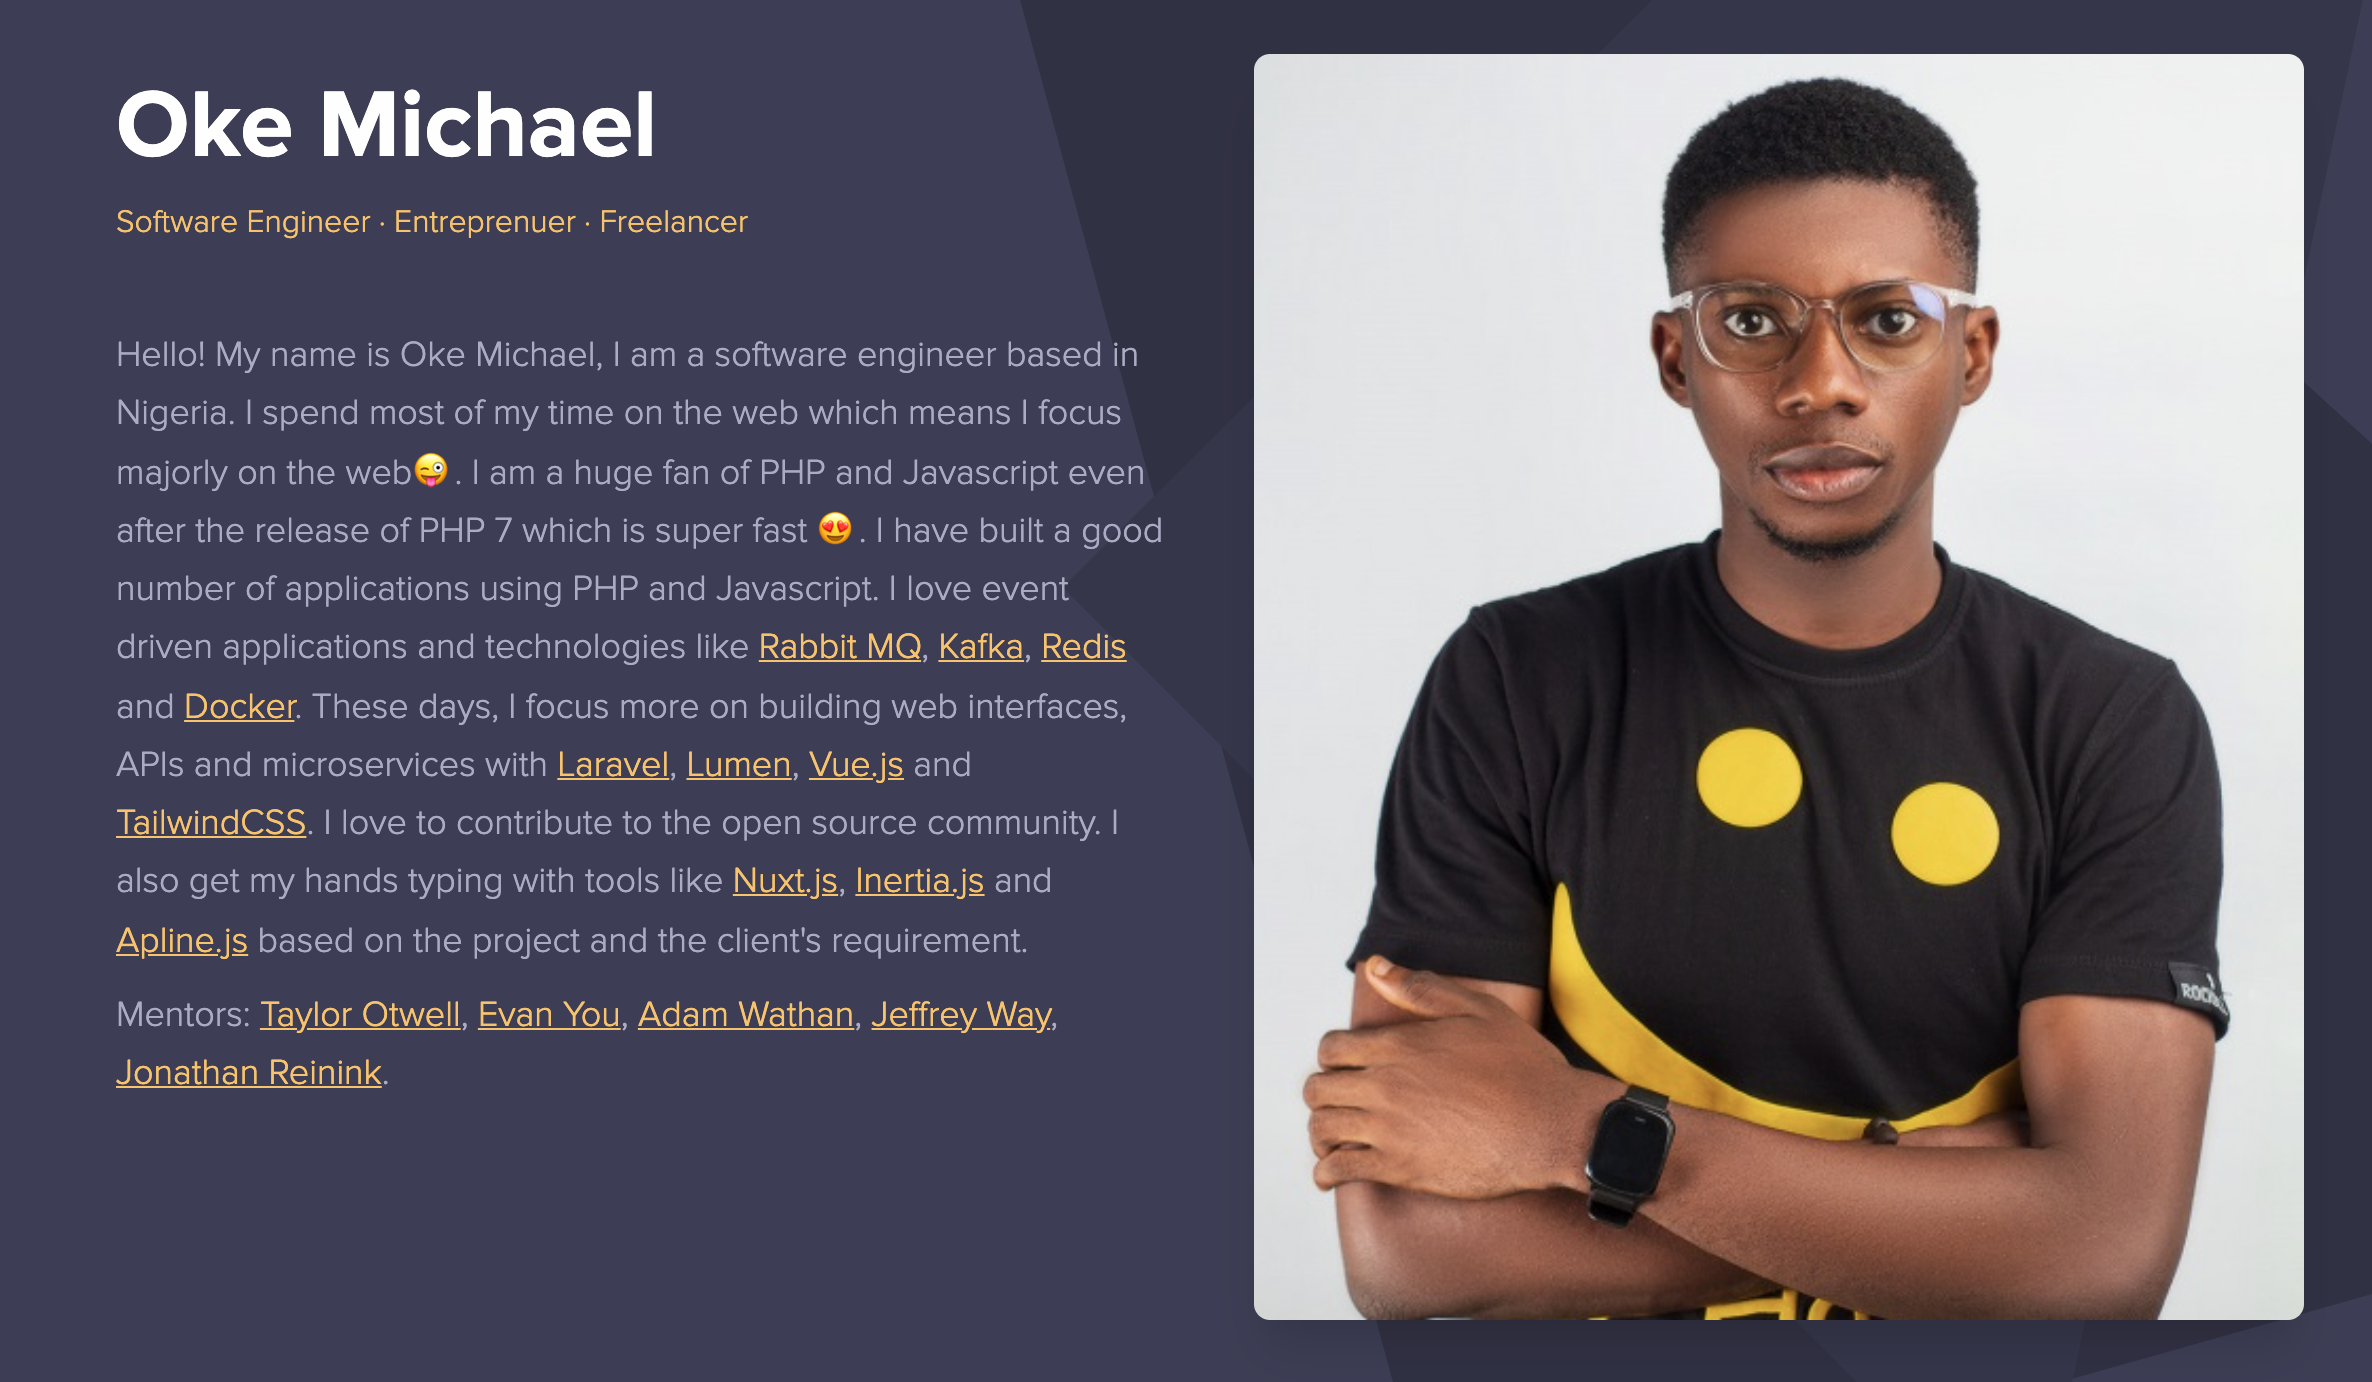 Oke Michael
Software Engineer · Entreprenuer · Freelancer
Hello! My name is Oke Michael, I am a software engineer based in
Nigeria. I spend most of my time on the web which means I focus
majorly on the web😜. I am a huge fan of PHP and Javascript even
after the release of PHP 7 which is super fast 😍. I have built a good
number of applications using PHP and Javascript. I love event
driven applications and technologies like Rabbit MQ, Kafka, Redis
and Docker. These days, I focus more on building web interfaces,
APIs and microservices with Laravel, Lumen, Vue.js and
TailwindCSS. I love to contribute to the open source community. I
also get my hands typing with tools like Nuxt.js, Inertia.js and
Apline.js based on the project and the client's requirement.
Mentors: Taylor Otwell, Evan You, Adam Wathan, Jeffrey Way,
Jonathan Reinink.